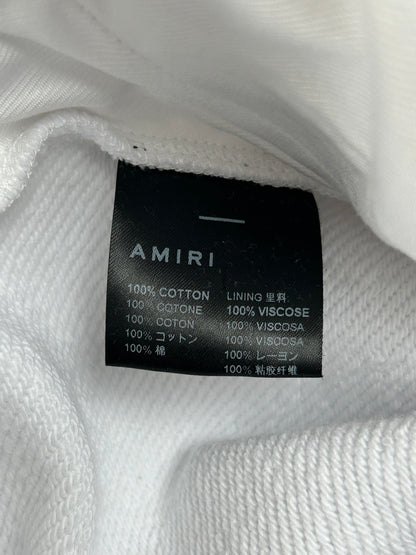 AMIRI
100% COTTON
100% COTONE
100% COTON
100% コットン
100% 棉
LINING 里料
100% VISCOSE
100% VISCOSA
100% VISCOSA
100% レーヨン
100% 粘胶纤维